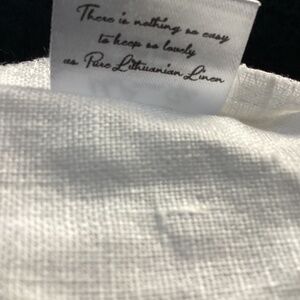 There is nothing so easy
to keep so lovely
as Pure Lithuanian Linen